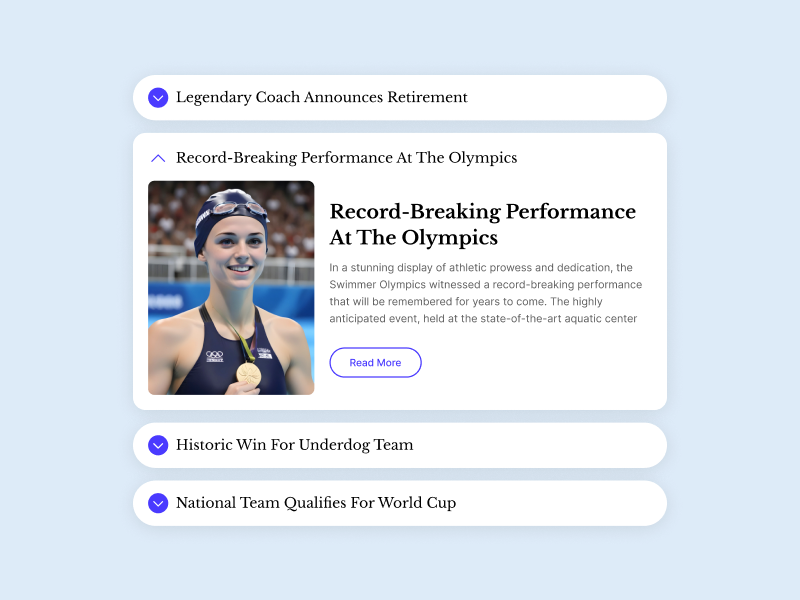 Legendary Coach Announces Retirement
Record-Breaking Performance At The Olympics
Record-Breaking Performance
At The Olympics
In a stunning display of athletic prowess and dedication, the
Swimmer Olympics witnessed a record-breaking performance
that will be remembered for years to come. The highly
anticipated event, held at the state-of-the-art aquatic center
Read More
Historic Win For Underdog Team
National Team Qualifies For World Cup